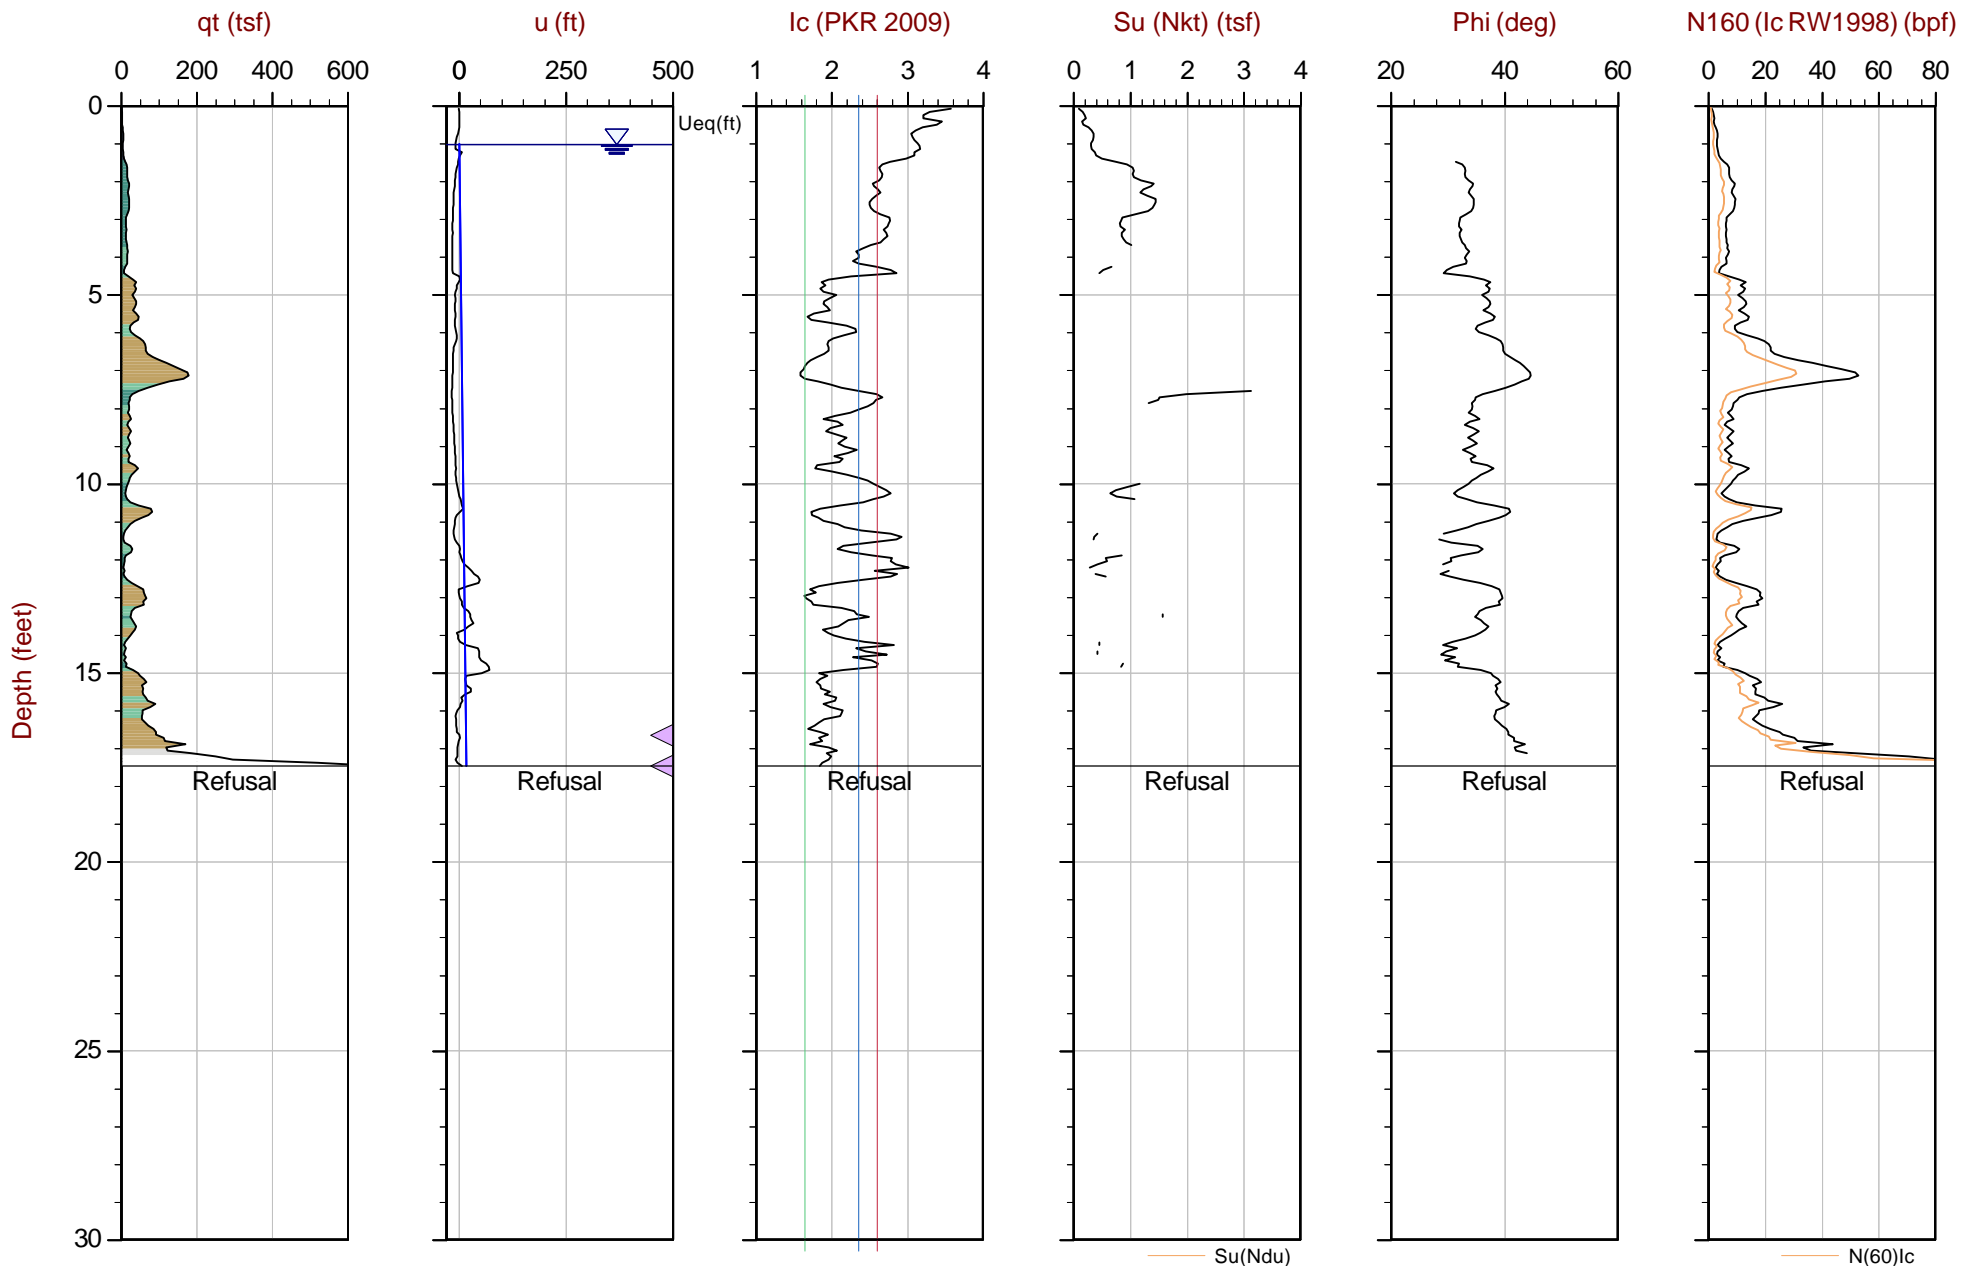 qt (tsf) u (ft) Ic (PKR 2009) Su (Nkt) (tsf) Phi (deg) N160 (Ic RW1998) (bpf)
0 200 400 600 0 250 500 1 2 3 4 0 1 2 3 4 20 40 60 0 20 40 60 80
0
Ueq(ft)
5
10
Depth (feet)
15
Refusal Refusal Refusal Refusal Refusal Refusal
20
25
30
Su(Ndu) N(60)Ic